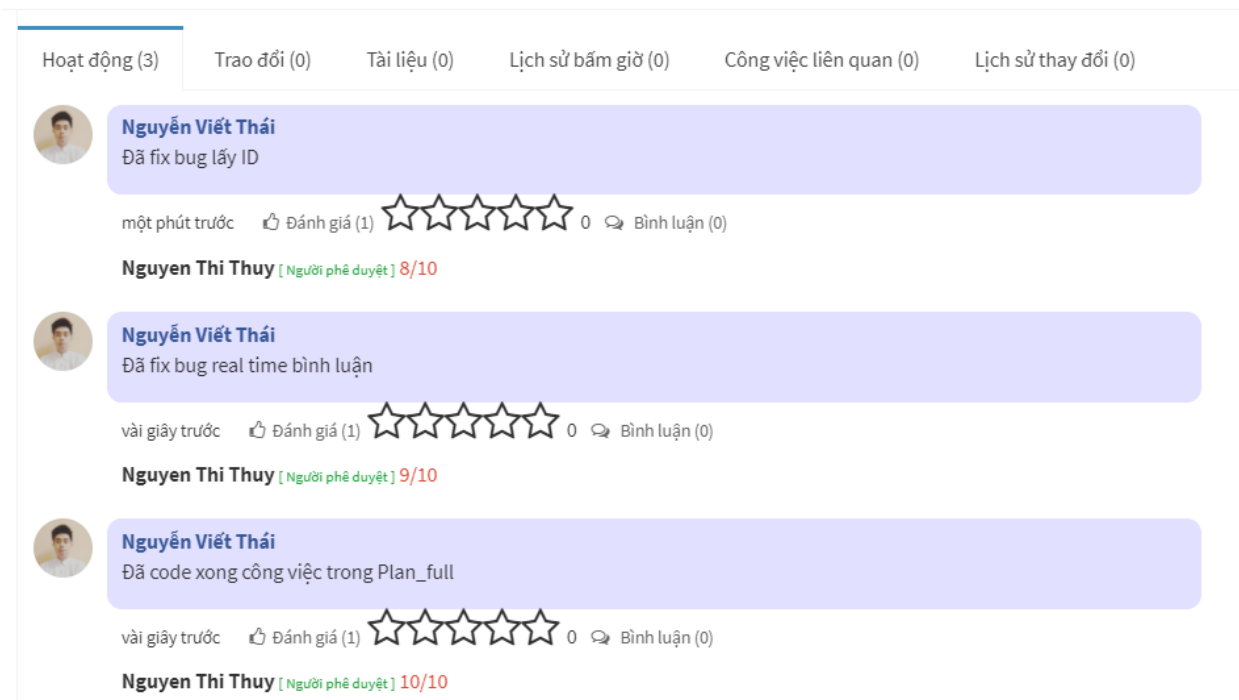 Hoạt động (3) Trao đổi (0) Tài liệu (0) Lịch sử bấm giờ (0) Công việc liên quan (0) Lịch sử thay đổi (0)
Nguyễn Viết Thái
Đã fix bug lấy ID
một phút trước Đánh giá (1) 0 Bình luận (0)
Nguyen Thi Thuy [ Người phê duyệt ] 8/10
Nguyễn Viết Thái
Đã fix bug real time bình luận
vài giây trước Đánh giá (1) 0 Bình luận (0)
Nguyen Thi Thuy [ Người phê duyệt ] 9/10
Nguyễn Viết Thái
Đã code xong công việc trong Plan_full
vài giây trước Đánh giá (1) 0 Bình luận (0)
Nguyen Thi Thuy [ Người phê duyệt ] 10/10